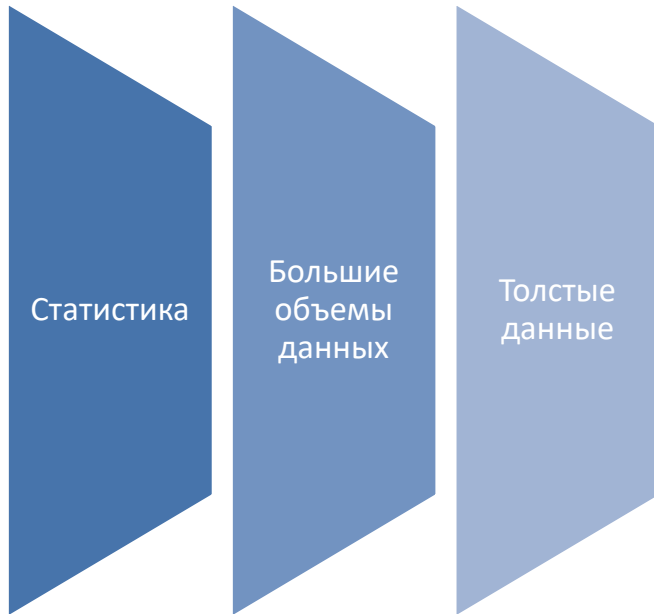 Статистика
Большие
объемы
данных
Толстые
данные